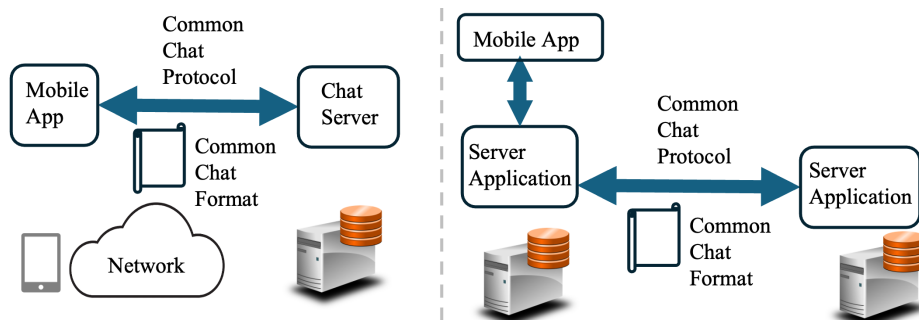 Common
Chat
Protocol
Mobile
App
Chat
Server
Common
Chat
Format
Network
Mobile App
Server
Application
Common
Chat
Protocol
Server
Application
Common
Chat
Format